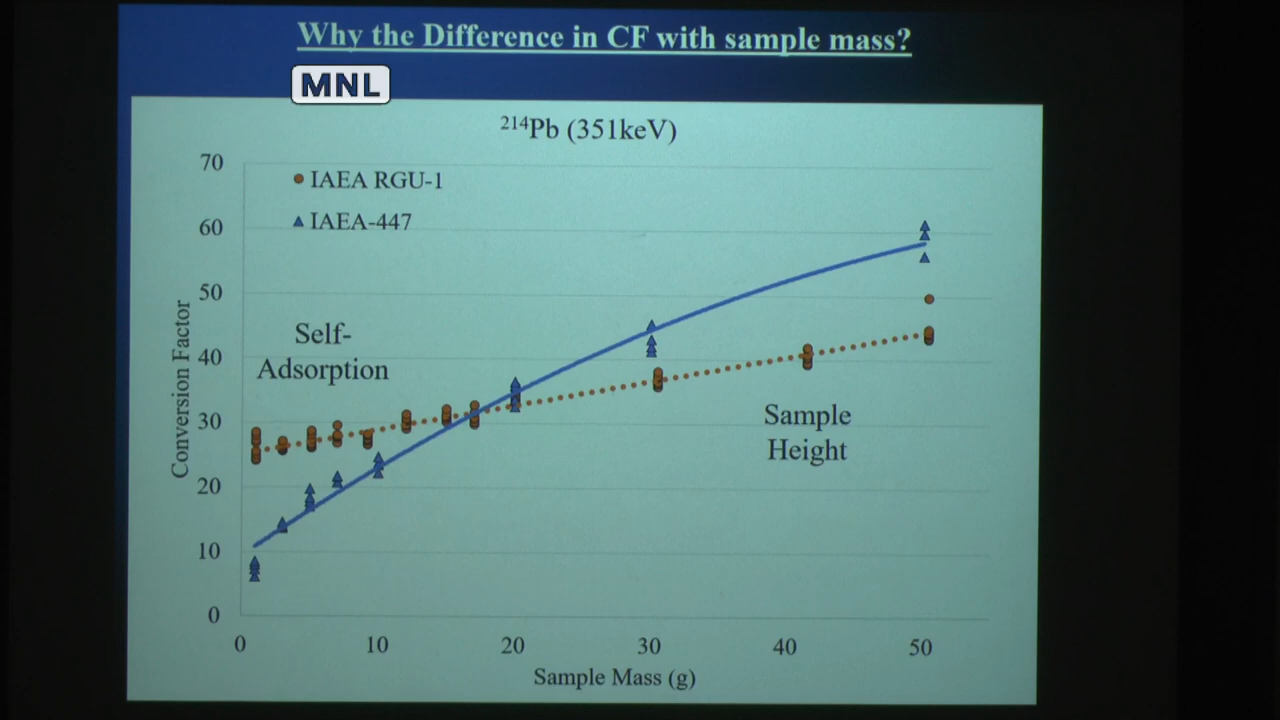 Why the Difference in CF with sample mass?
MNL
214Pb (351keV)
70
IAEA RGU-1
60
IAEA-447
50
Self-
Adsorption
40
30
Sample
Height
20
10
0
Conversion Factor
0 10 20 30 40 50
Sample Mass (g)